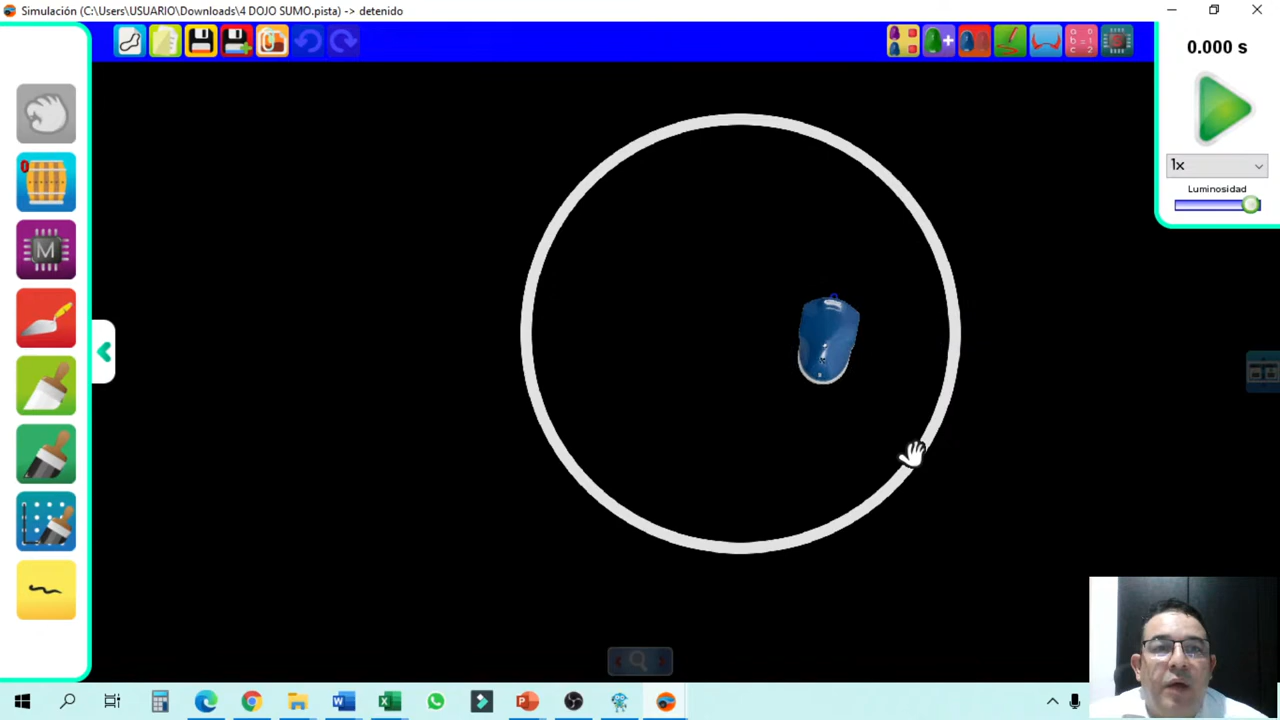 Simulación (C:\Users\USUARIO\Downloads\4 DOJO SUMO.pista) -> detenido
0.000 s
1x
Luminosidad
M